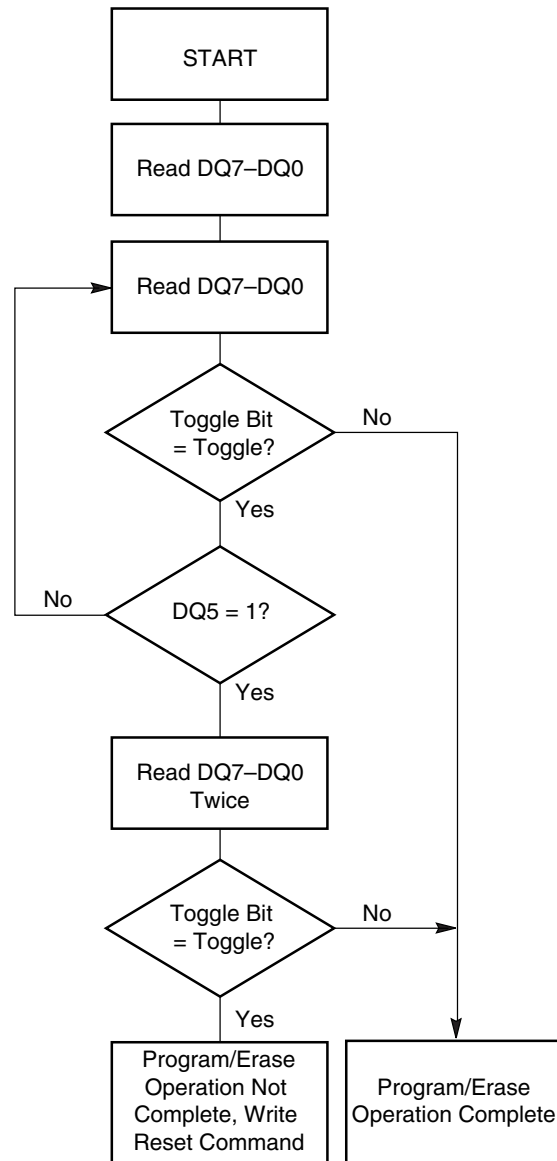 START
Read DQ7–DQ0
Read DQ7–DQ0
Toggle Bit
= Toggle?
No
Yes
No
DQ5 = 1?
Yes
Read DQ7–DQ0
Twice
Toggle Bit
= Toggle?
No
Yes
Program/Erase
Operation Not
Complete, Write
Reset Command
Program/Erase
Operation Complete